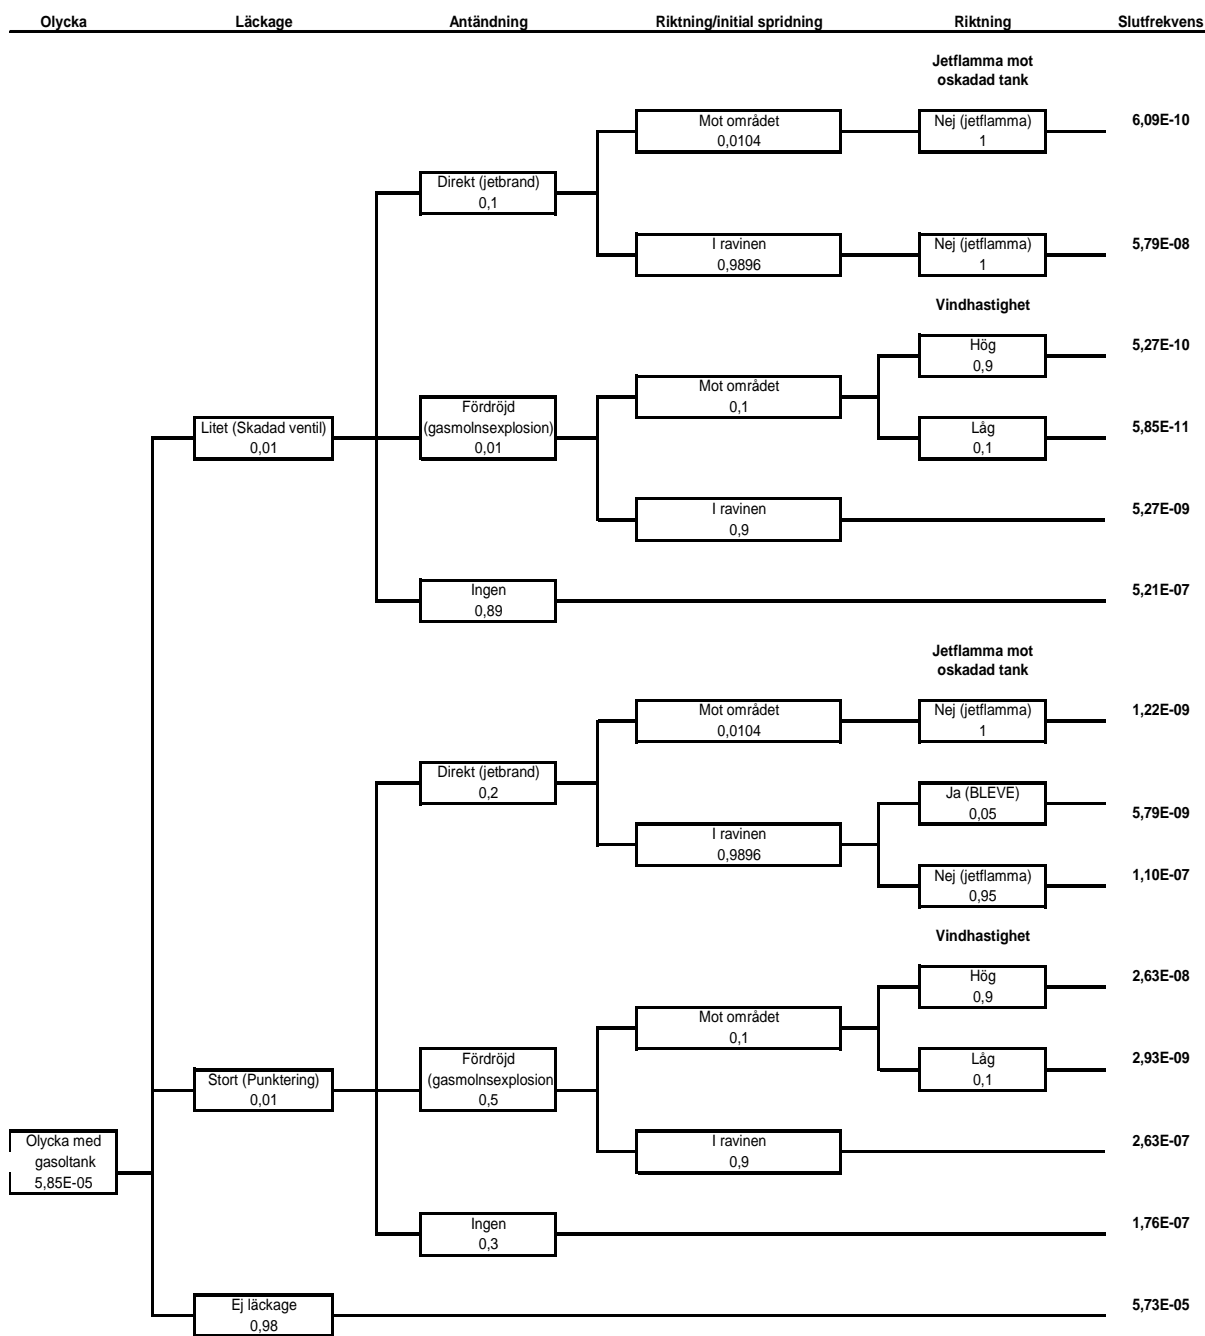 Olycka Läckage Antändning Riktning/initial spridning Riktning Slutfrekvens
Jetflamma mot
oskadad tank
Mot området
0,0104
Nej (jetflamma)
1
6,09E-10
Direkt (jetbrand)
0,1
I ravinen
0,9896
Nej (jetflamma)
1
5,79E-08
Vindhastighet
Hög
0,9
5,27E-10
Mot området
0,1
Litet (Skadad ventil)
0,01
Fördröjd
(gasmolnsexplosion)
0,01
Låg
0,1
5,85E-11
I ravinen
0,9
5,27E-09
Ingen
0,89
5,21E-07
Jetflamma mot
oskadad tank
Mot området
0,0104
Nej (jetflamma)
1
1,22E-09
Direkt (jetbrand)
0,2
Ja (BLEVE)
0,05
5,79E-09
I ravinen
0,9896
Nej (jetflamma)
0,95
1,10E-07
Vindhastighet
Hög
0,9
2,63E-08
Mot området
0,1
Stort (Punktering)
0,01
Fördröjd
(gasmolnsexplosion
0,5
Låg
0,1
2,93E-09
Olycka med
gasoltank
5,85E-05
I ravinen
0,9
2,63E-07
Ingen
0,3
1,76E-07
Ej läckage
0,98
5,73E-05